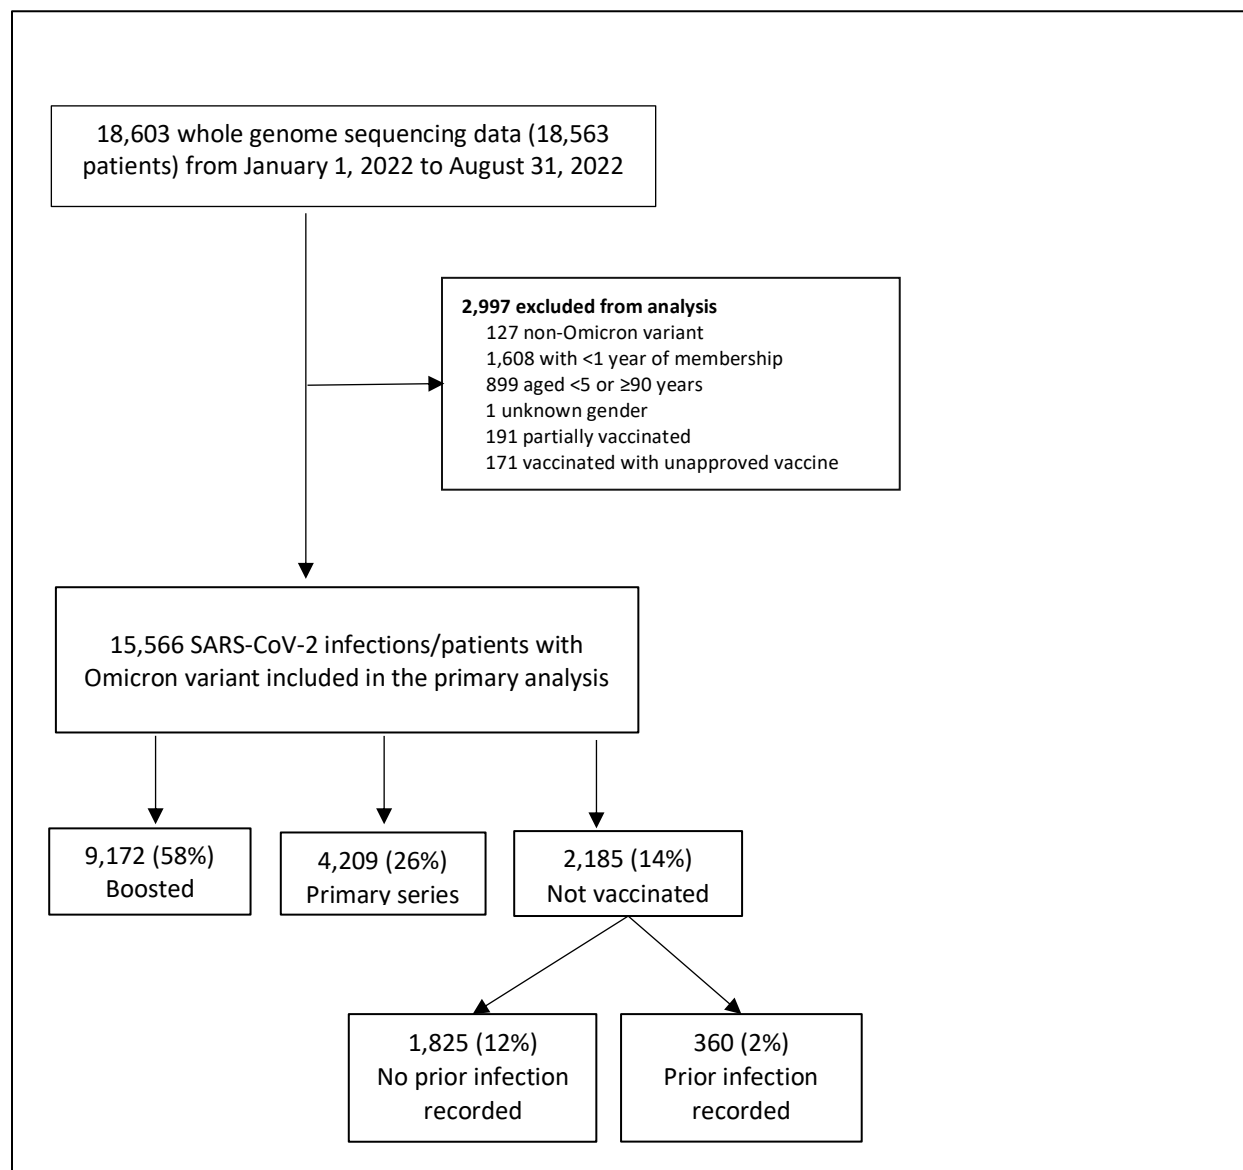 18,603 whole genome sequencing data (18,563
patients) from January 1, 2022 to August 31, 2022
2,997 excluded from analysis
127 non-Omicron variant
1,608 with <1 year of membership
899 aged <5 or ≥90 years
1 unknown gender
191 partially vaccinated
171 vaccinated with unapproved vaccine
15,566 SARS-CoV-2 infections/patients with
Omicron variant included in the primary analysis
9,172 (58%)
Boosted
4,209 (26%)
Primary series
2,185 (14%)
Not vaccinated
1,825 (12%)
No prior infection
recorded
360 (2%)
Prior infection
recorded